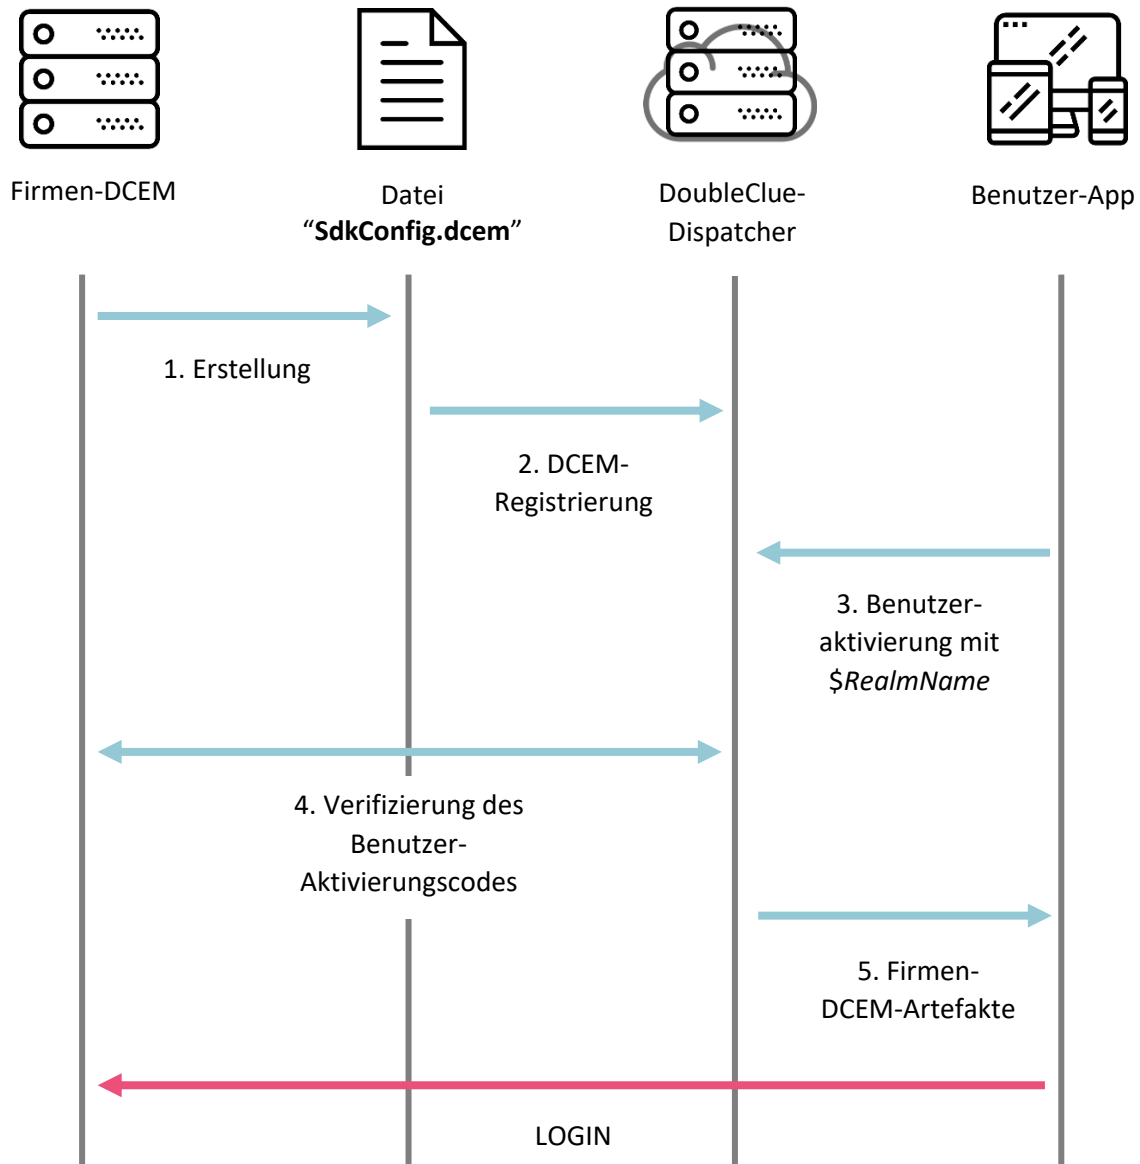 Firmen-DCEM
Datei
“SdkConfig.dcem”
DoubleClue-
Dispatcher
Benutzer-App
1. Erstellung
2. DCEM-
Registrierung
3. Benutzer-
aktivierung mit
$RealmName
4. Verifizierung des
Benutzer-
Aktivierungscodes
5. Firmen-
DCEM-Artefakte
LOGIN